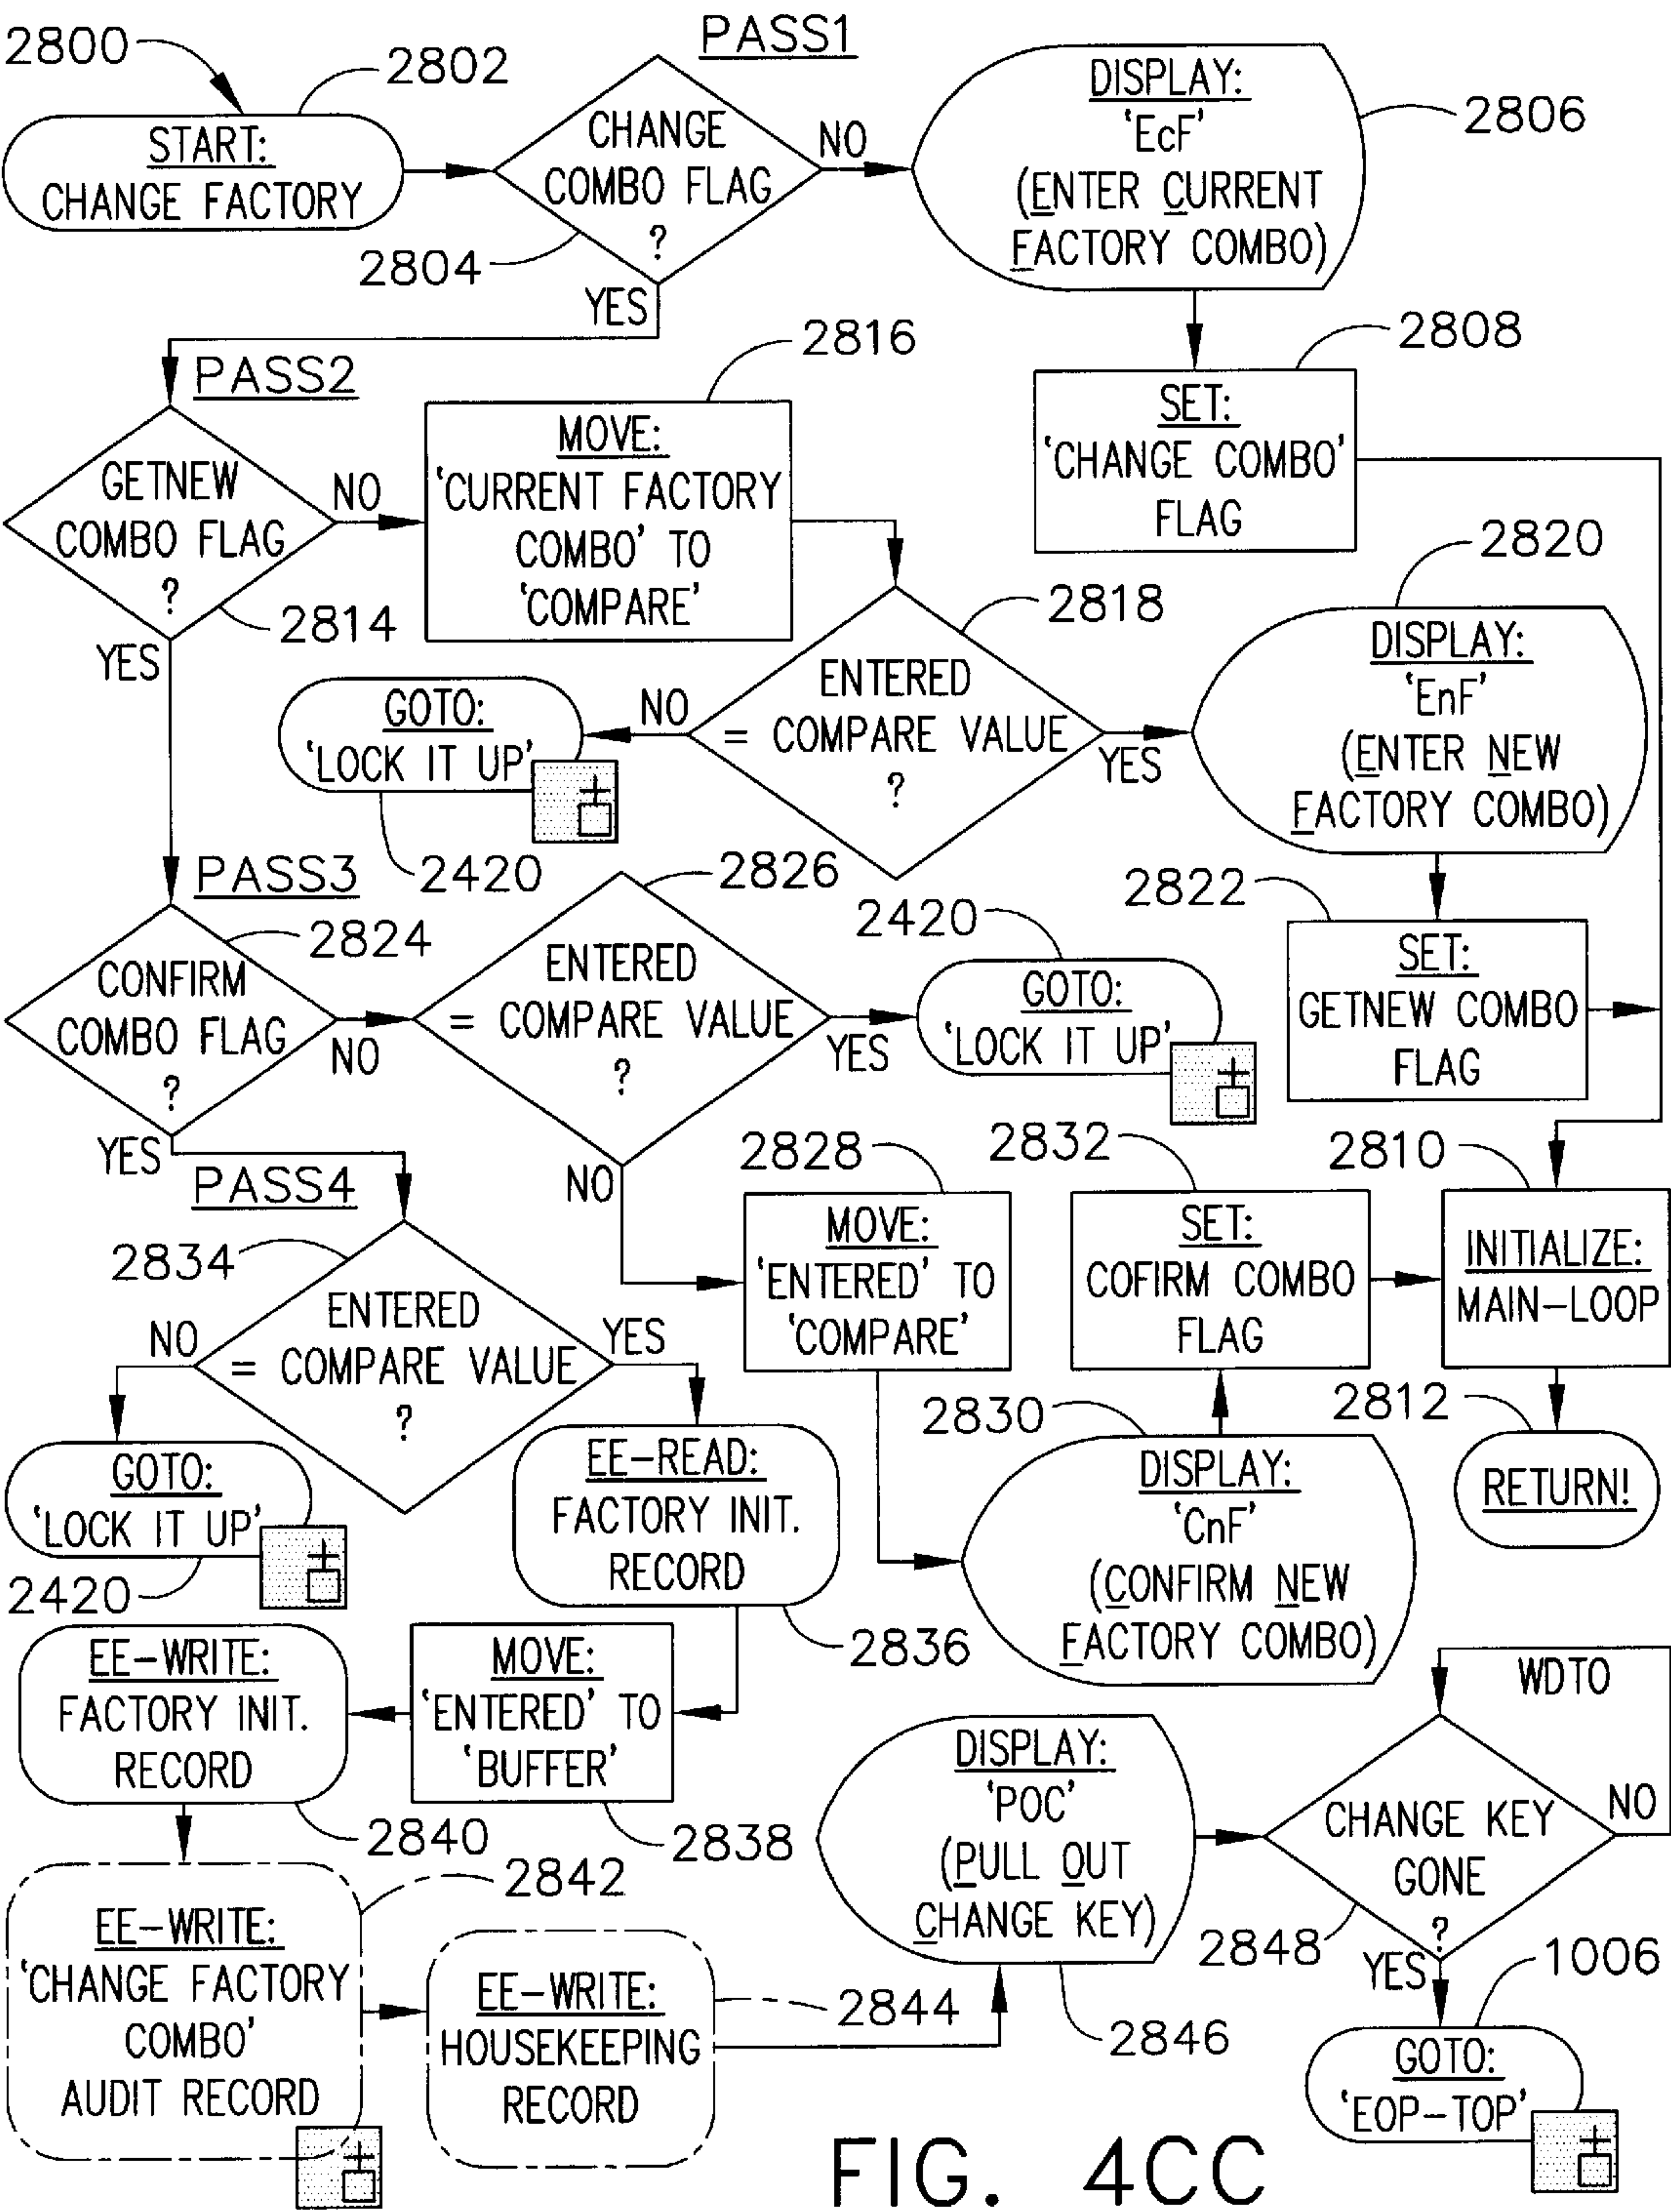 2800
2802
START:
CHANGE FACTORY
PASS1
CHANGE
COMBO FLAG
?
2804
NO
YES
DISPLAY:
'EcF'
(ENTER CURRENT
FACTORY COMBO)
2806
2808
SET:
'CHANGE COMBO'
FLAG
PASS2
GETNEW
COMBO FLAG
?
2814
NO
YES
2816
MOVE:
'CURRENT FACTORY
COMBO' TO
'COMPARE'
2818
ENTERED
= COMPARE VALUE
?
NO
YES
GOTO:
'LOCK IT UP'
2420
2820
DISPLAY:
'EnF'
(ENTER NEW
FACTORY COMBO)
2822
SET:
GETNEW COMBO
FLAG
PASS3
2824
CONFIRM
COMBO FLAG
?
NO
YES
2826
ENTERED
= COMPARE VALUE
?
YES
NO
2420
GOTO:
'LOCK IT UP'
2828
MOVE:
'ENTERED' TO
'COMPARE'
2832
SET:
COFIRM COMBO
FLAG
2810
INITIALIZE:
MAIN-LOOP
2812
RETURN!
2830
DISPLAY:
'CnF'
(CONFIRM NEW
FACTORY COMBO)
PASS4
2834
ENTERED
= COMPARE VALUE
?
NO
YES
GOTO:
'LOCK IT UP'
2420
EE-READ:
FACTORY INIT.
RECORD
2836
MOVE:
'ENTERED' TO
'BUFFER'
2838
EE-WRITE:
FACTORY INIT.
RECORD
2840
2842
EE-WRITE:
'CHANGE FACTORY
COMBO'
AUDIT RECORD
EE-WRITE:
HOUSEKEEPING
RECORD
2844
DISPLAY:
'POC'
(PULL OUT
CHANGE KEY)
2846
WDTO
CHANGE KEY
GONE
?
NO
2848
YES
1006
GOTO:
'EOP-TOP'
FIG. 4CC